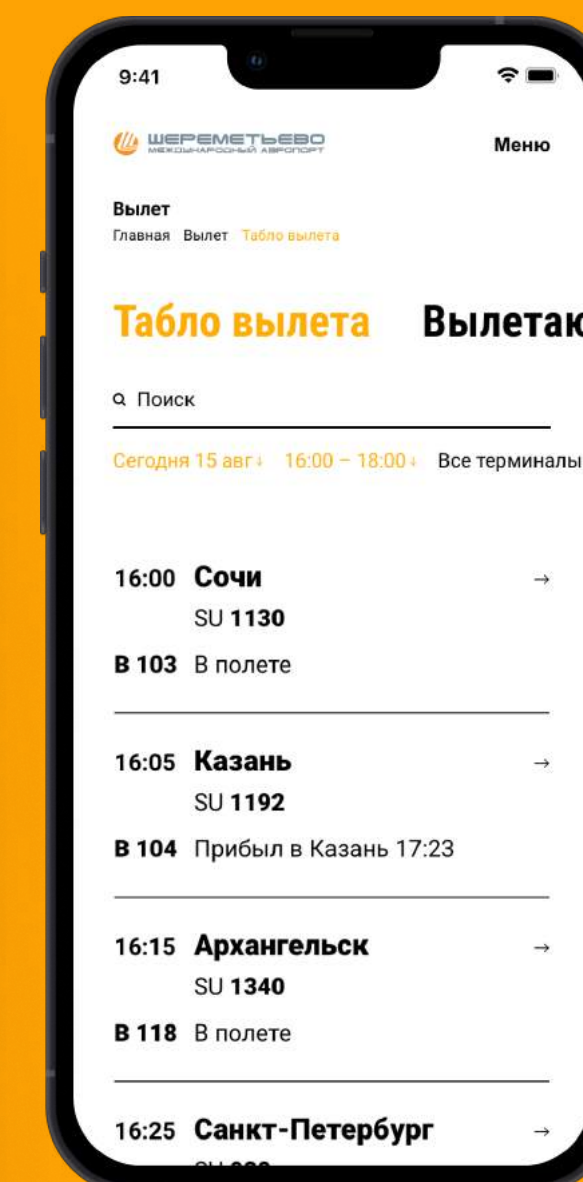 9:41
ШЕРЕМЕТЬЕВО
МЕЖДУНАРОДНЫЙ АЭРОПОРТ
Меню
Вылет
Главная Вылет Табло вылета
Табло вылета Вылетаю
Поиск
Сегодня 15 авг↓ 16:00 – 18:00↓ Все терминалы
16:00 Сочи →
SU 1130
B 103 В полете
16:05 Казань →
SU 1192
B 104 Прибыл в Казань 17:23
16:15 Архангельск →
SU 1340
B 118 В полете
16:25 Санкт-Петербург →